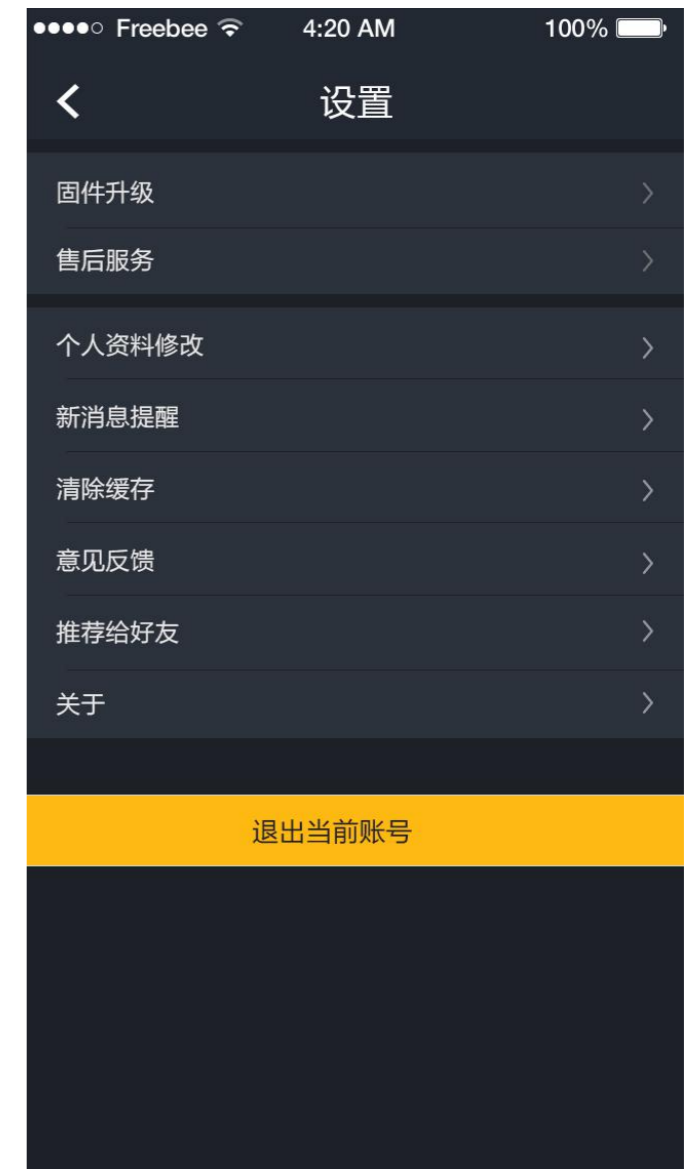 Freebee 4:20 AM 100%
设置
固件升级
售后服务
个人资料修改
新消息提醒
清除缓存
意见反馈
推荐给好友
关于
退出当前账号